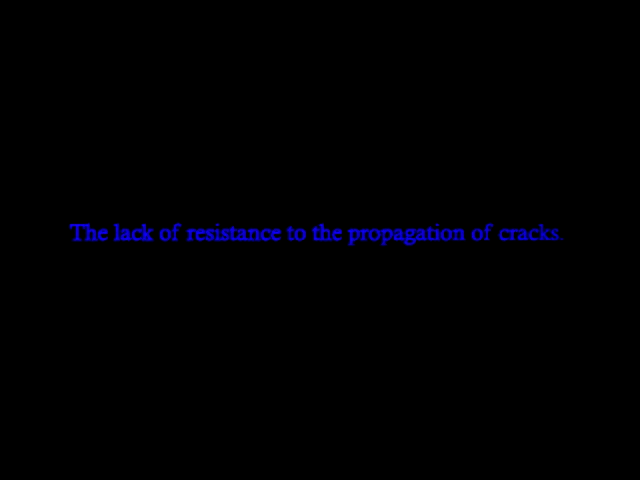 The lack of resistance to the propagation of cracks.